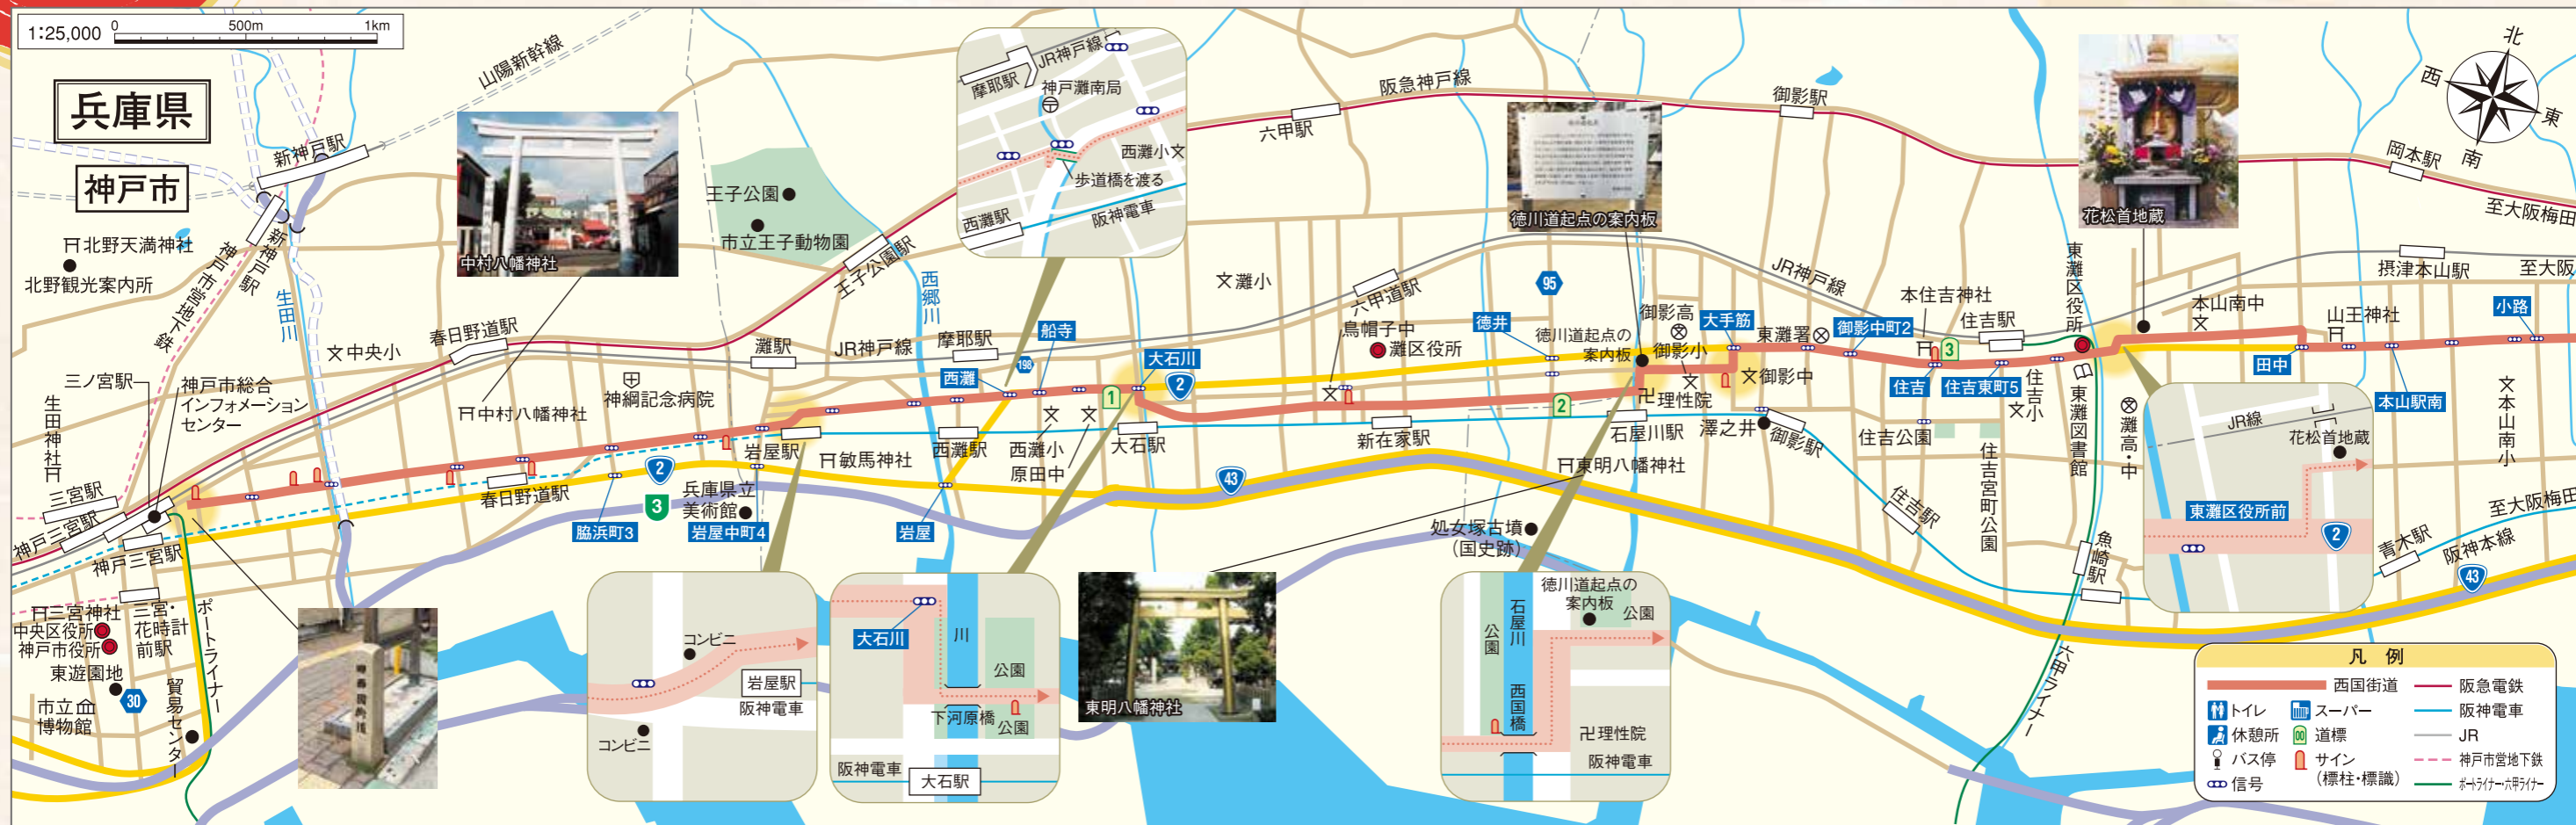 1:25,000 0 500m 1km
兵庫県
神戸市
山陽新幹線
新神戸駅
新神戸駅
神戸市営地下鉄
生田川
北野天満神社
北野観光案内所
三ノ宮駅
神戸市総合
インフォメーション
センター
生田神社
三宮駅
神戸三宮駅
神戸三宮駅
三宮神社
中央区役所
神戸市役所
三宮・
花時計
前駅
東遊園地
市立
博物館
30
貿易センター
ポートライナー
中央小
春日野道駅
中村八幡神社
中村八幡神社
春日野道駅
脇浜町3
2
3
神綱記念病院
王子公園
市立王子動物園
王子公園駅
灘駅
JR神戸線
西郷川
摩耶駅
岩屋駅
敏馬神社
兵庫県立
美術館
岩屋中町4
岩屋
西灘
198
船寺
西灘駅
西灘小
原田中
大石川
1
2
大石駅
43
摩耶駅
JR神戸線
神戸灘南局
西灘小
歩道橋を渡る
西灘駅
阪神電車
六甲駅
阪急神戸線
御影駅
灘小
六甲道駅
烏帽子中
灘区役所
新在家駅
徳井
95
2
徳川道起点の案内板
徳川道起点の
案内板
御影高
御影小
大手筋
東灘署
御影中
理性院
石屋川駅
澤之井
御影駅
東明八幡神社
処女塚古墳
(国史跡)
御影中町2
JR神戸線
本住吉神社
3
住吉駅
住吉
住吉東町5
住吉小
住吉公園
住吉宮町公園
住吉駅
東灘区役所
東灘図書館
灘高・中
魚崎駅
六甲ライナー
花松首地蔵
本山南中
山王神社
田中
本山駅南
小路
本山南小
岡本駅
摂津本山駅
至大阪梅田
至大阪
至大阪梅田
青木駅
阪神本線
43
北
西
東
南
コンビニ
コンビニ
岩屋駅
阪神電車
大石川
川
公園
下河原橋
公園
阪神電車
大石駅
東明八幡神社
公園
石屋川
西国橋
徳川道起点の
案内板
公園
理性院
阪神電車
JR線
花松首地蔵
東灘区役所前
2
凡例
西国街道
阪急電鉄
トイレ
スーパー
阪神電車
休憩所
道標
JR
バス停
サイン
(標柱・標識)
神戸市営地下鉄
信号
ポートライナー・六甲ライナー